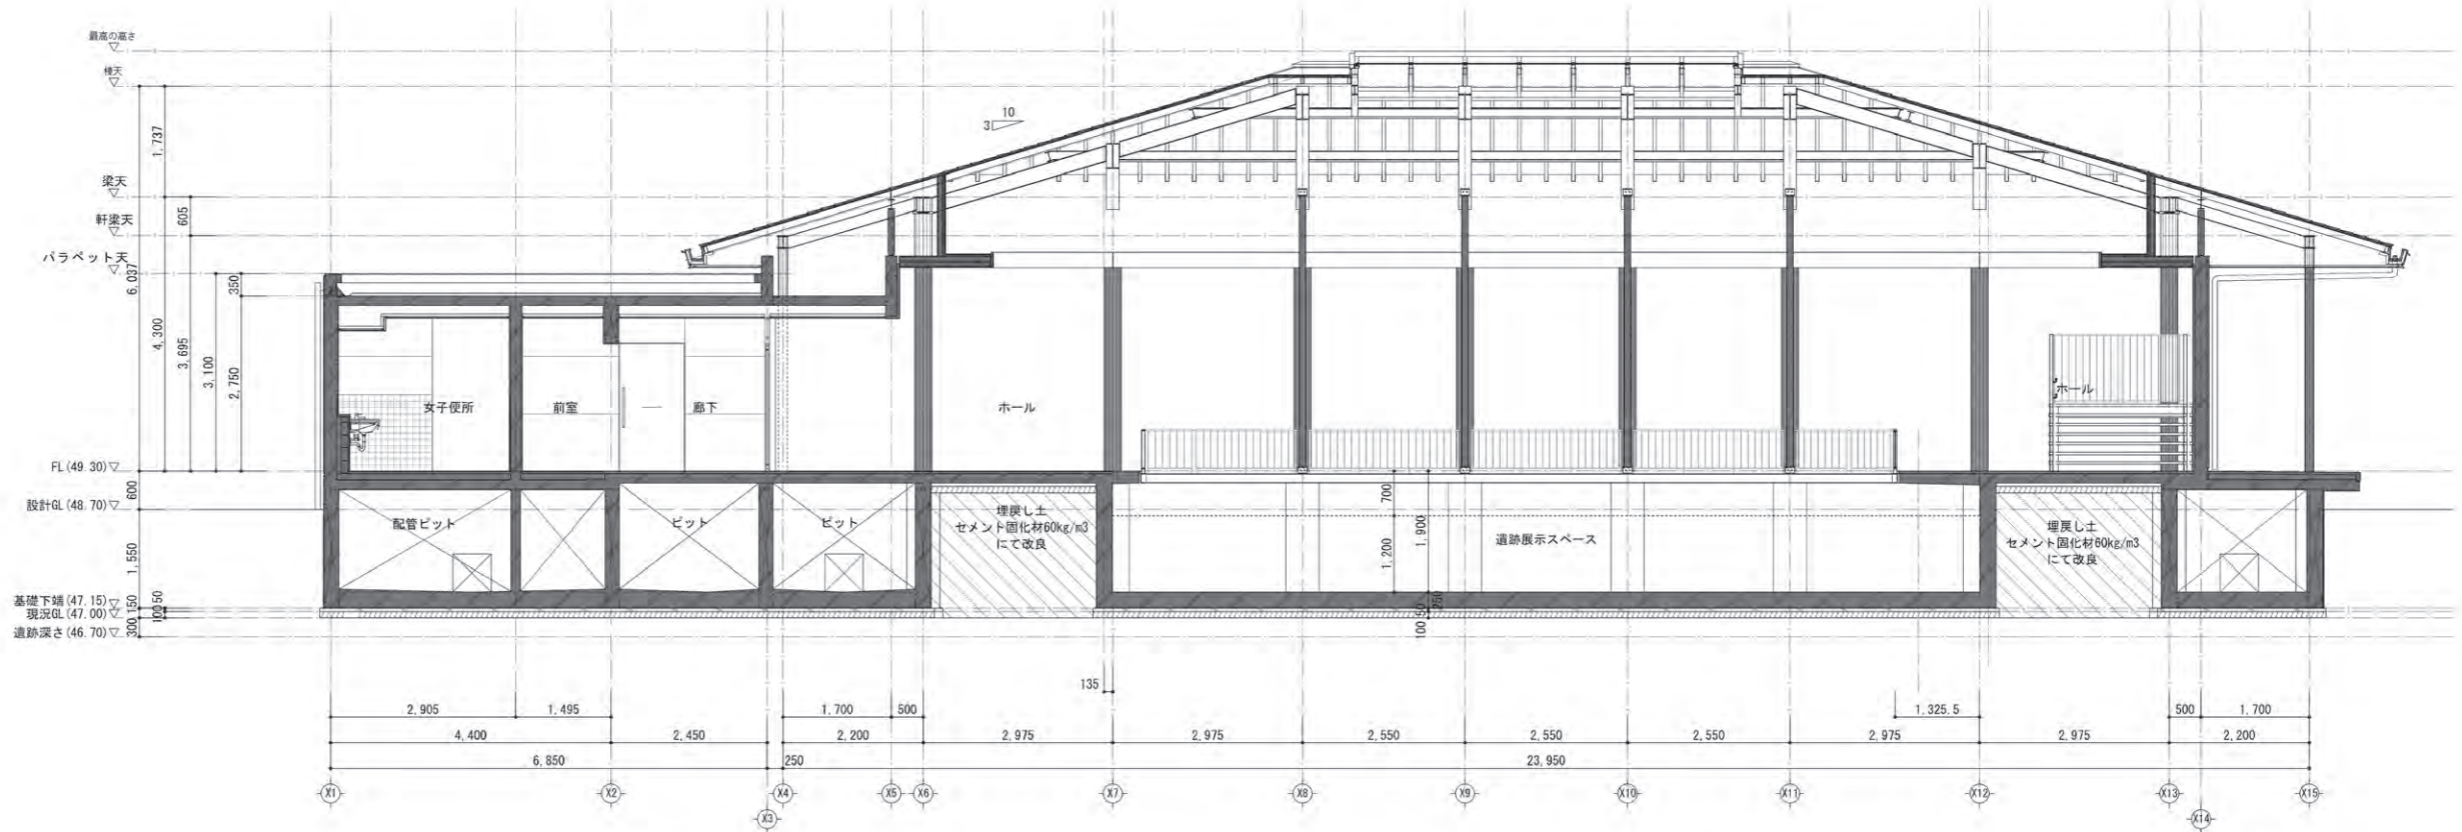 最高の高さ
棟天
梁天
軒梁天
パラペット天
FL(49.30)
設計GL(48.70)
基礎下端(47.15)
現況GL(47.00)
遺跡深さ(46.70)
1,737
605
6,037
4,300
3,695
3,100
350
2,750
600
1,550
150
300
50
100
10
3
女子便所
前室
廊下
ホール
ホール
配管ピット
ピット
ピット
埋戻し土
セメント固化材60kg/m3
にて改良
遺跡展示スペース
700
1,200
1,900
250
50
100
埋戻し土
セメント固化材60kg/m3
にて改良
135
2,905
1,495
1,700
500
1,325.5
500
1,700
4,400
2,450
2,200
2,975
2,975
2,550
2,550
2,550
2,975
2,975
2,200
6,850
250
23,950
X1
X2
X3
X4
X5
X6
X7
X8
X9
X10
X11
X12
X13
X14
X15